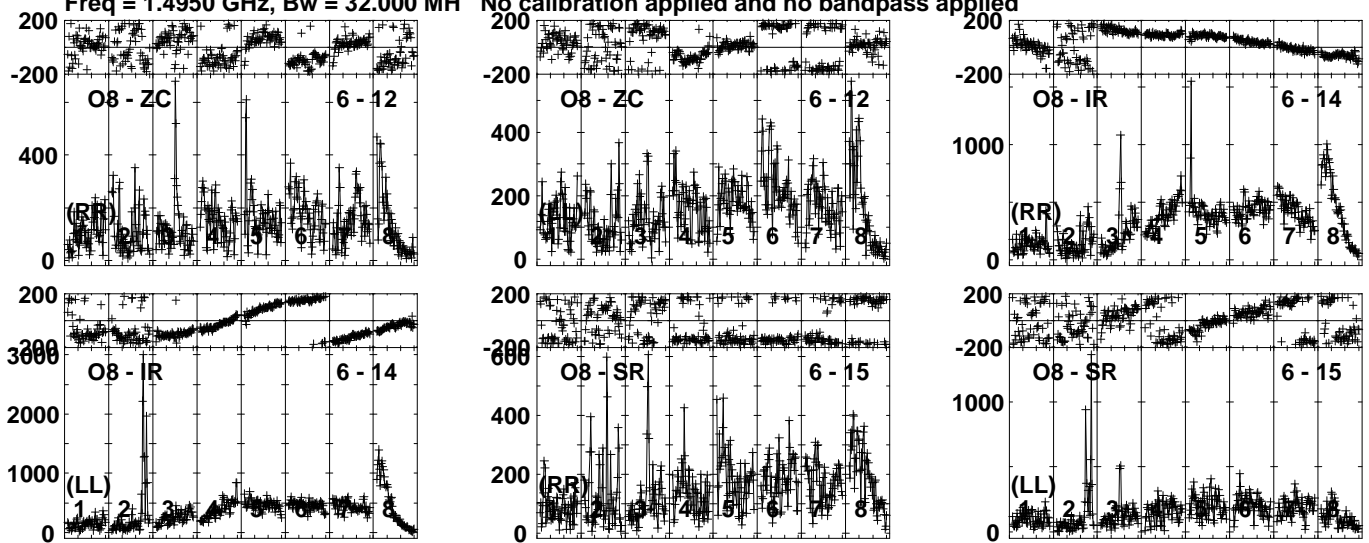 Freq = 1.4950 GHz, Bw = 32.000 MH No calibration applied and no bandpass applied
200
-200
O8 - ZC 6 - 12
400
(RR)
1 2 3 4 5 6 7 8
0
200
-200
O8 - ZC 6 - 12
400
200
(LL)
1 2 3 4 5 6 7 8
0
200
-200
O8 - IR 6 - 14
1000
(RR)
1 2 3 4 5 6 7 8
0
200
-200
3000
O8 - IR 6 - 14
2000
1000
(LL)
1 2 3 4 5 6 7 8
0
200
-200
600
O8 - SR 6 - 15
400
200
(RR)
1 2 3 4 5 6 7 8
0
200
-200
O8 - SR 6 - 15
1000
(LL)
1 2 3 4 5 6 7 8
0